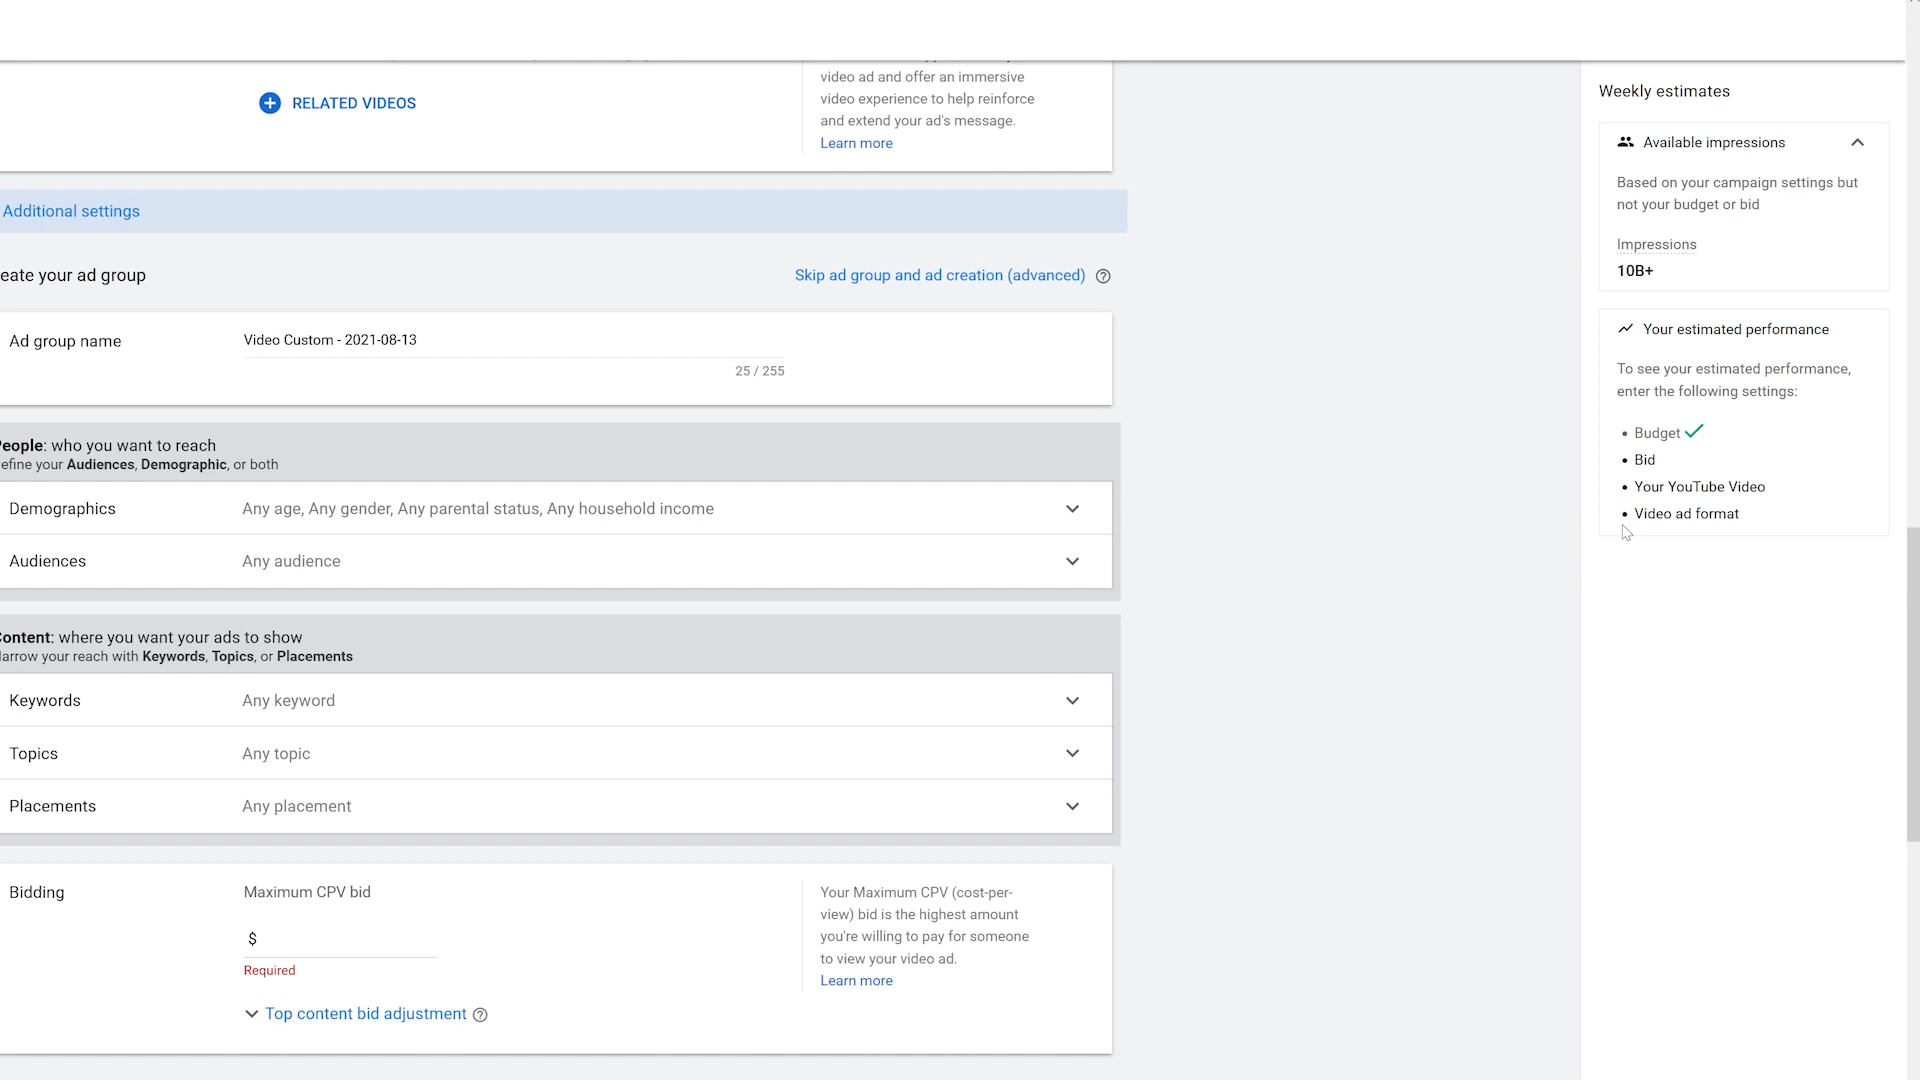 video ad and offer an immersive
RELATED VIDEOS
video experience to help reinforce
and extend your ad's message.
Learn more
Additional settings
eate your ad group
Skip ad group and ad creation (advanced)
Ad group name
Video Custom - 2021-08-13
25 / 255
People: who you want to reach
efine your Audiences, Demographic, or both
Demographics
Any age, Any gender, Any parental status, Any household income
Audiences
Any audience
Content: where you want your ads to show
arrow your reach with Keywords, Topics, or Placements
Keywords
Any keyword
Topics
Any topic
Placements
Any placement
Bidding
Maximum CPV bid
$
Required
Top content bid adjustment
Your Maximum CPV (cost-per-
view) bid is the highest amount
you're willing to pay for someone
to view your video ad.
Learn more
Weekly estimates
Available impressions
Based on your campaign settings but
not your budget or bid
Impressions
10B+
Your estimated performance
To see your estimated performance,
enter the following settings:
• Budget
• Bid
• Your YouTube Video
• Video ad format